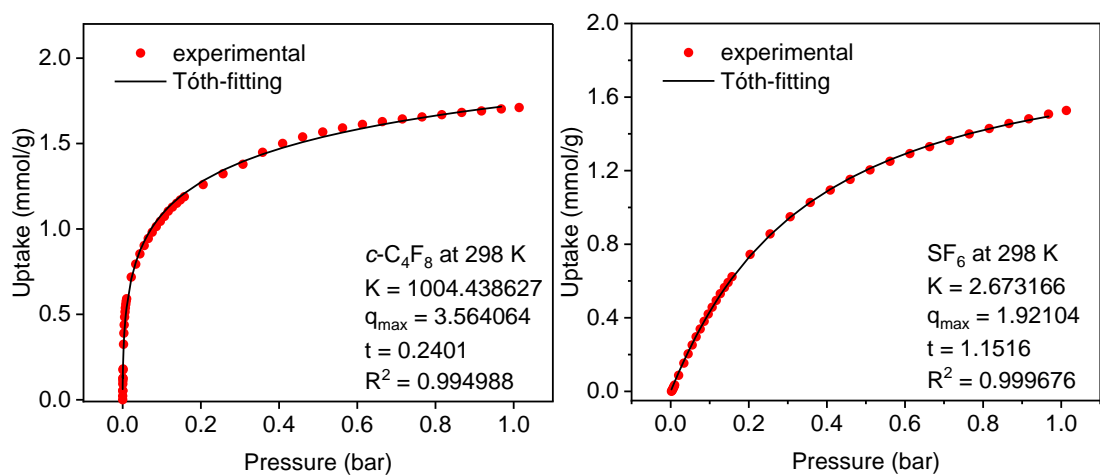 experimental
Tóth-fitting
c-C4F8 at 298 K
K = 1004.438627
qmax = 3.564064
t = 0.2401
R2 = 0.994988
Uptake (mmol/g)
2.0
1.5
1.0
0.5
0.0
0.0 0.2 0.4 0.6 0.8 1.0
Pressure (bar)
experimental
Tóth-fitting
SF6 at 298 K
K = 2.673166
qmax = 1.92104
t = 1.1516
R2 = 0.999676
Uptake (mmol/g)
2.0
1.6
1.2
0.8
0.4
0.0
0.0 0.2 0.4 0.6 0.8 1.0
Pressure (bar)